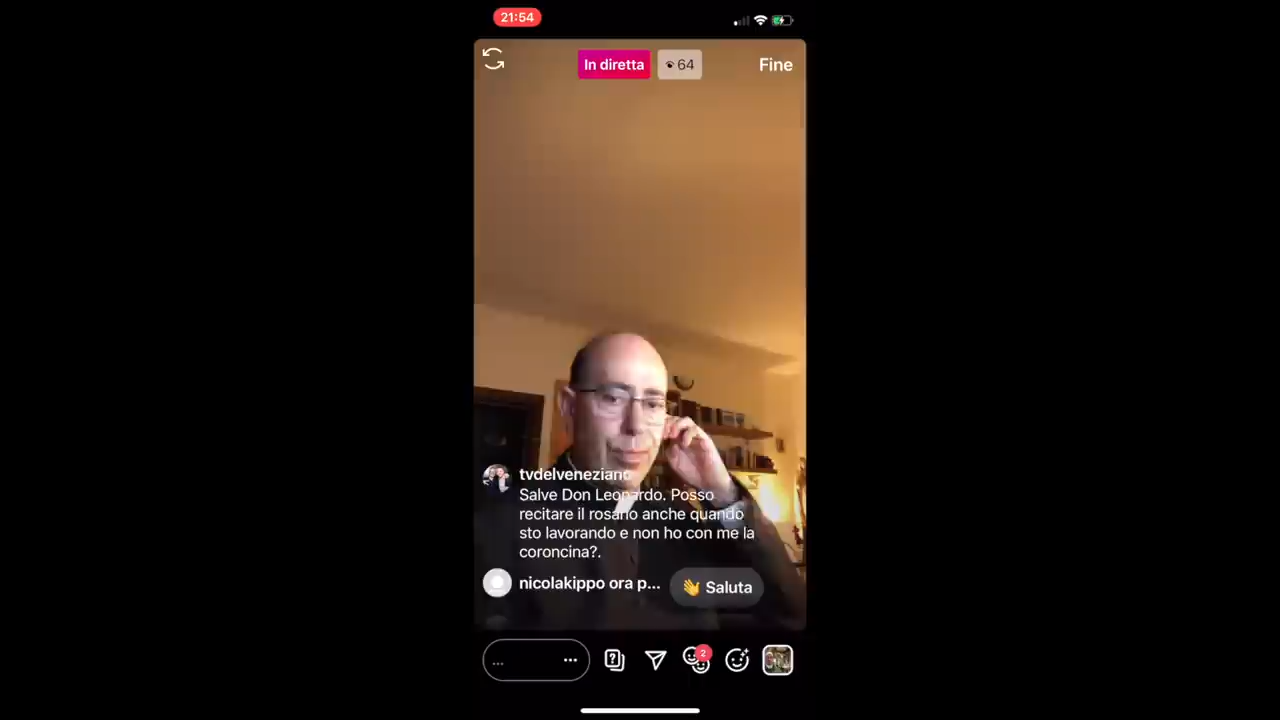 21:54
In diretta
64
Fine
tvdelveneziano
Salve Don Leonardo. Posso
recitare il rosario anche quando
sto lavorando e non ho con me la
coroncina?.
nicolakippo ora p...
👋 Saluta
...
2